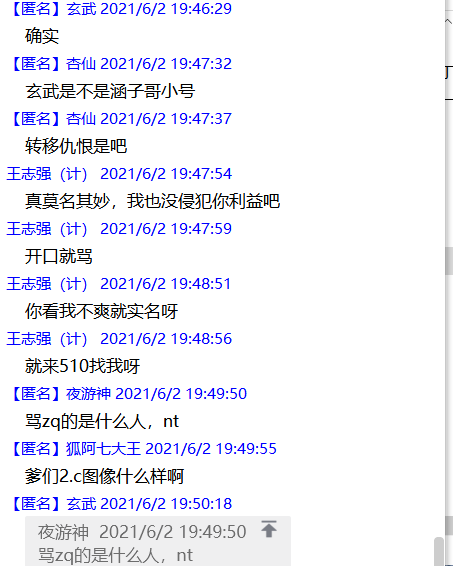 【匿名】玄武 2021/6/2 19:46:29
确实
【匿名】杏仙 2021/6/2 19:47:32
玄武是不是涵子哥小号
【匿名】杏仙 2021/6/2 19:47:37
转移仇恨是吧
王志强（计） 2021/6/2 19:47:54
真莫名其妙，我也没侵犯你利益吧
王志强（计） 2021/6/2 19:47:59
开口就骂
王志强（计） 2021/6/2 19:48:51
你看我不爽就实名呀
王志强（计） 2021/6/2 19:48:56
就来510找我呀
【匿名】夜游神 2021/6/2 19:49:50
骂zq的是什么人，nt
【匿名】狐阿七大王 2021/6/2 19:49:55
爹们2.c图像什么样啊
【匿名】玄武 2021/6/2 19:50:18
夜游神 2021/6/2 19:49:50
骂zq的是什么人，nt